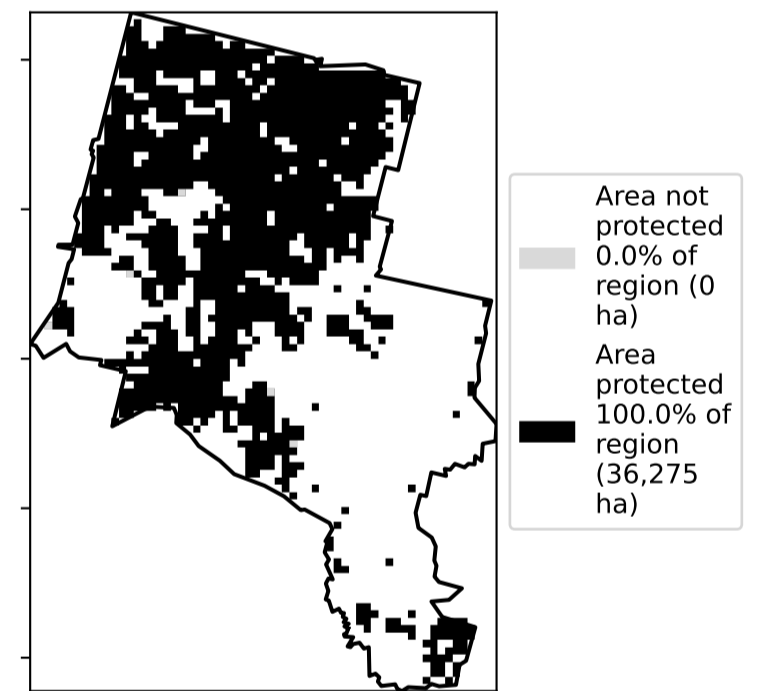 Area not
protected
0.0% of
region (0
ha)
Area
protected
100.0% of
region
(36,275
ha)